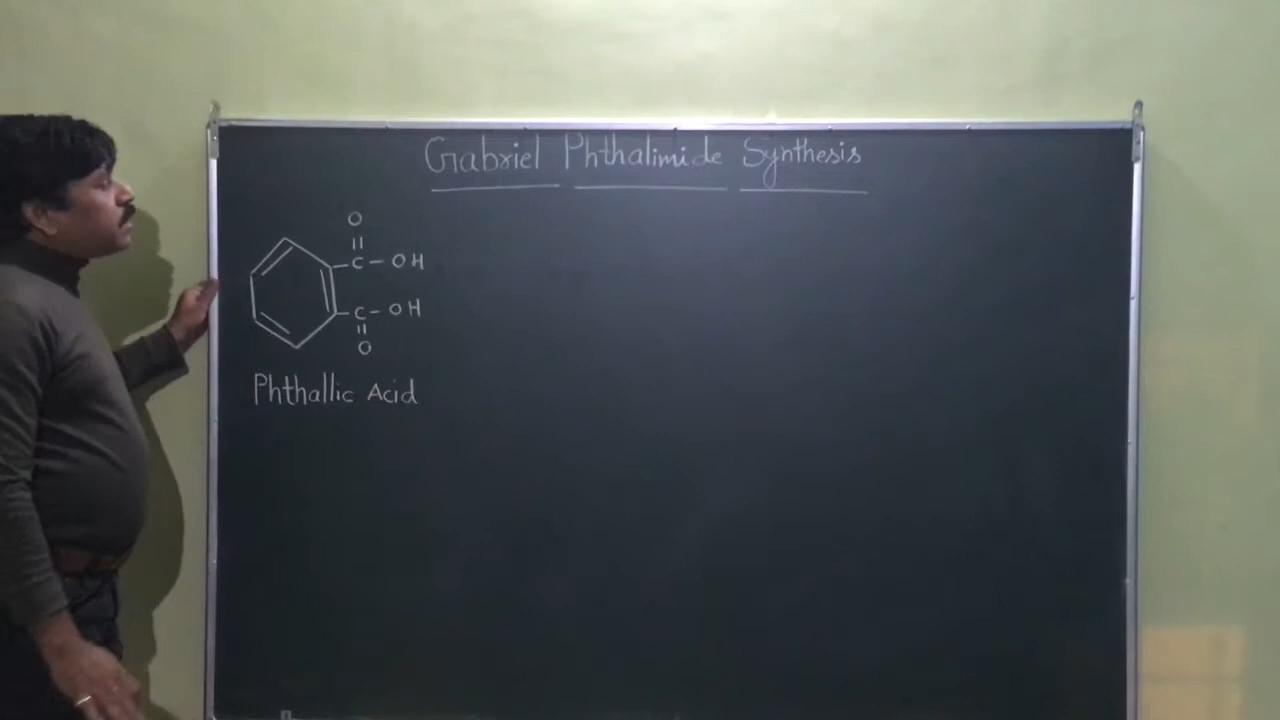 Gabriel Phthalimide Synthesis
O
C - OH
C - OH
O
Phthallic Acid